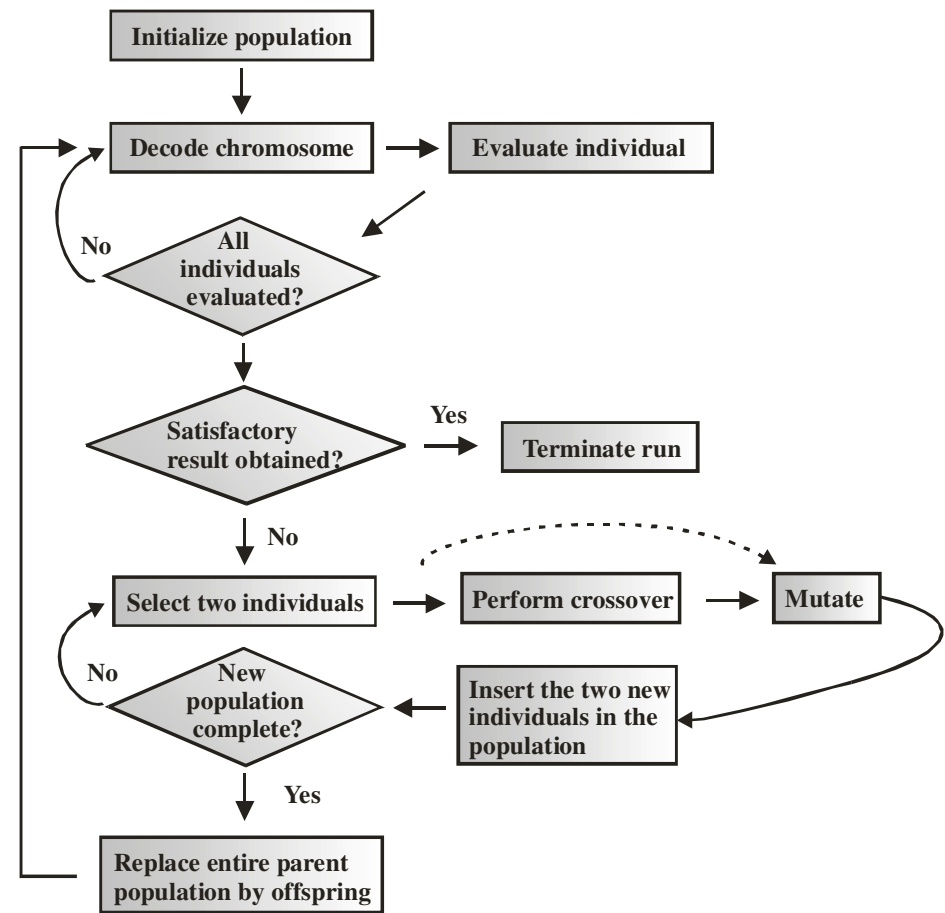 Initialize population
Decode chromosome
Evaluate individual
No
All
individuals
evaluated?
Yes
Satisfactory
result obtained?
Terminate run
No
Select two individuals
Perform crossover
Mutate
No
New
population
complete?
Insert the two new
individuals in the
population
Yes
Replace entire parent
population by offspring